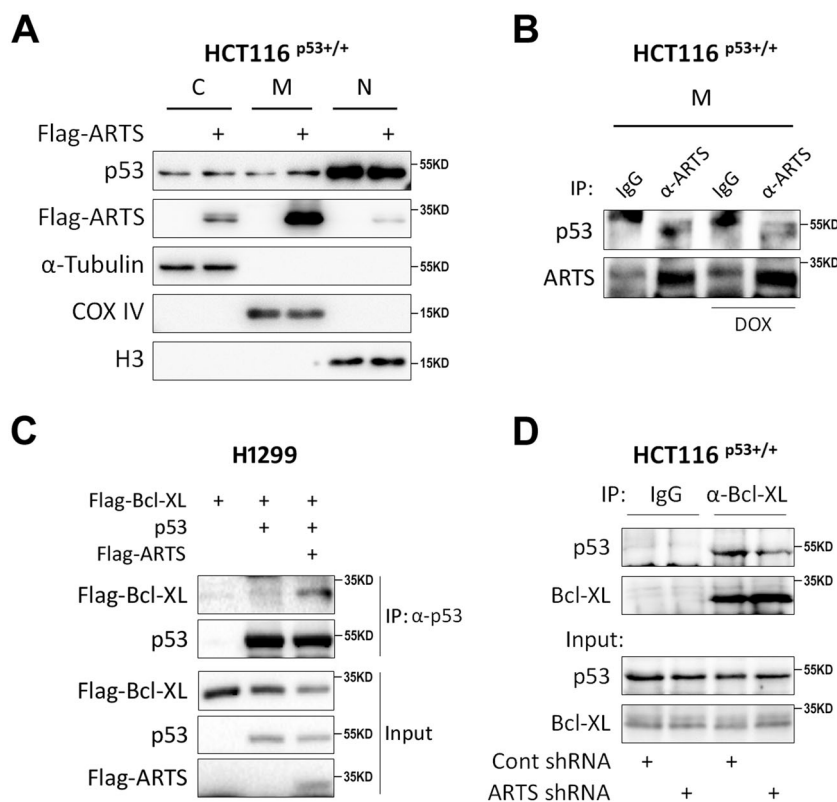 A
HCT116 p53+/+
C M N
Flag-ARTS + + +
p53 55KD
Flag-ARTS 35KD
α-Tubulin 55KD
COX IV 15KD
H3 15KD
B
HCT116 p53+/+
M
IP: IgG α-ARTS IgG α-ARTS
p53 55KD
35KD
ARTS
DOX
C
H1299
Flag-Bcl-XL + + +
p53 + +
Flag-ARTS +
35KD
Flag-Bcl-XL
IP: α-p53
p53 55KD
35KD
Flag-Bcl-XL
p53 55KD
Input
Flag-ARTS 35KD
D
HCT116 p53+/+
IP: IgG α-Bcl-XL
p53 55KD
35KD
Bcl-XL
Input:
p53 55KD
35KD
Bcl-XL
Cont shRNA + +
ARTS shRNA + +